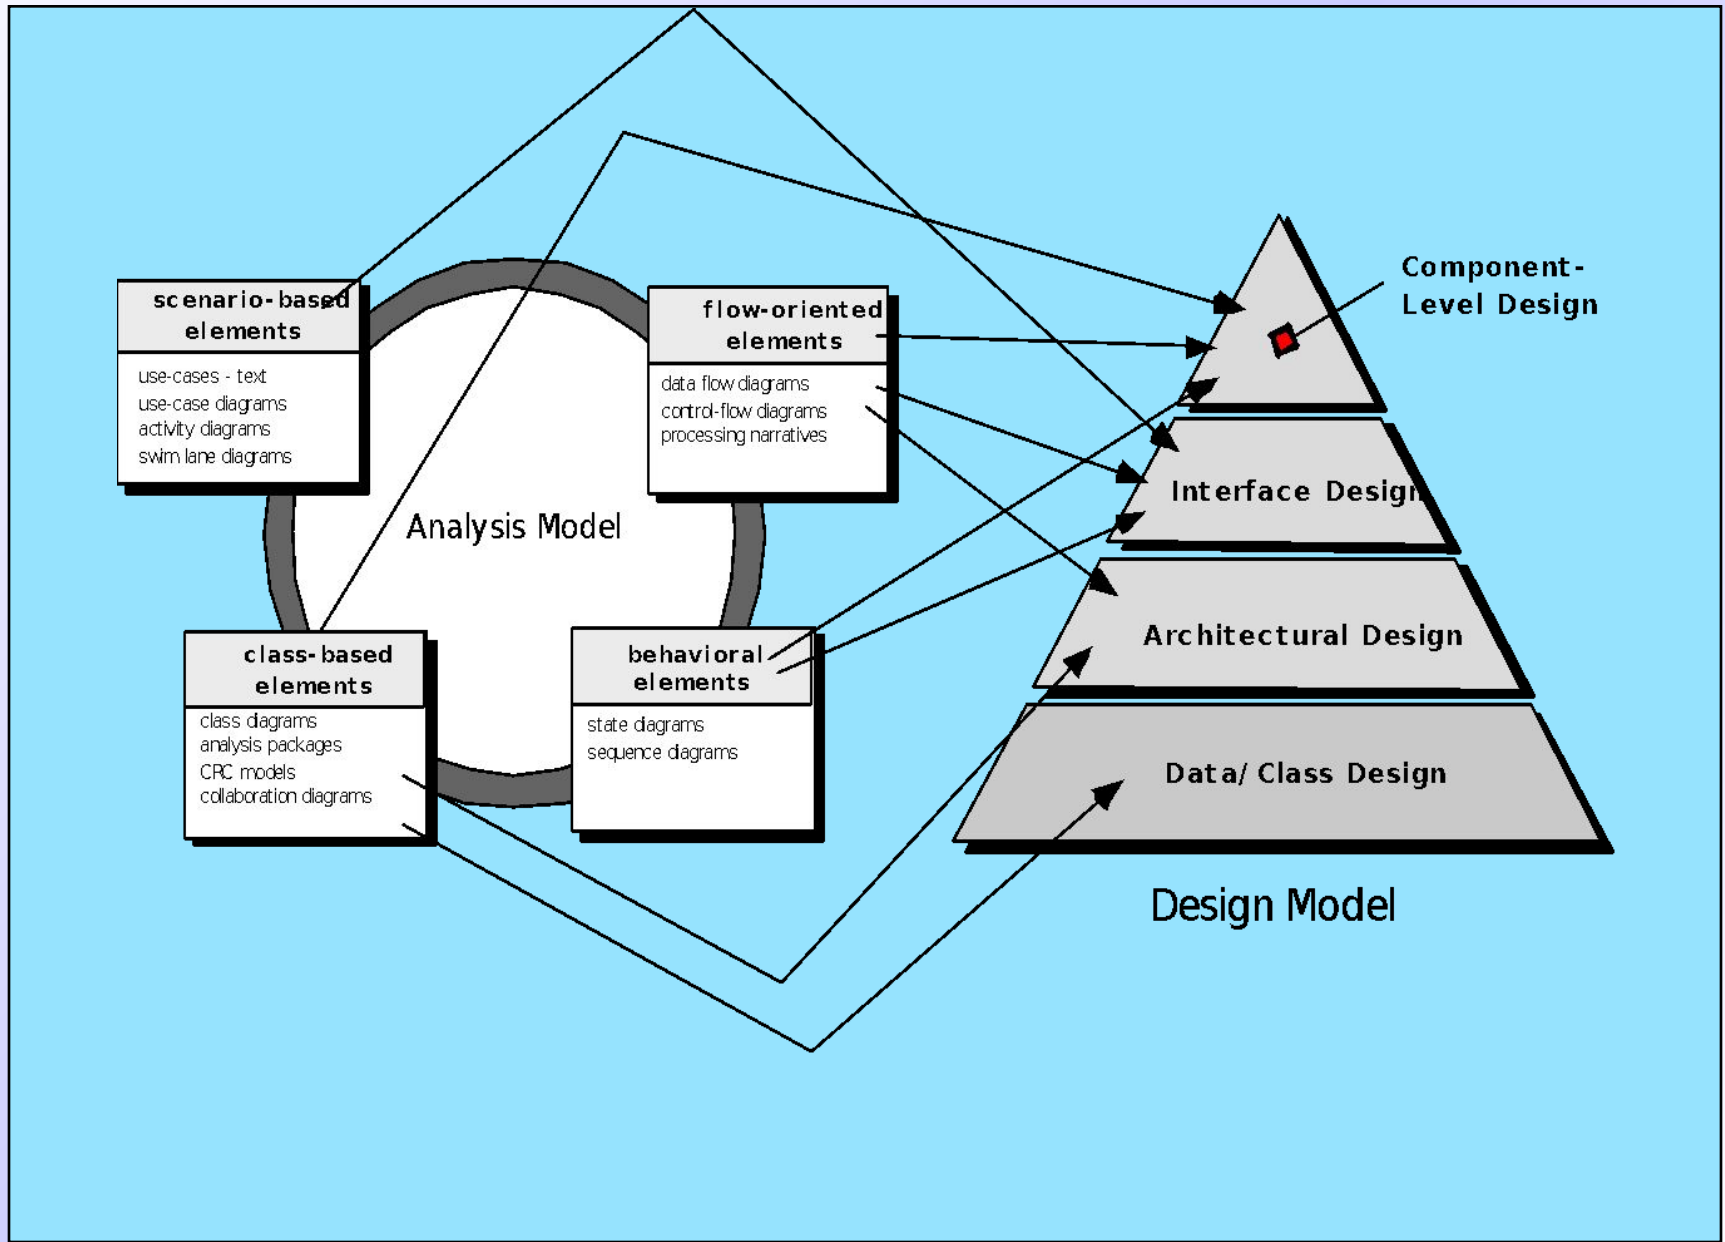 scenario-based
elements
use-cases - text
use-case diagrams
activity diagrams
swim lane diagrams
flow-oriented
elements
data flow diagrams
control-flow diagrams
processing narratives
Analysis Model
class-based
elements
class diagrams
analysis packages
CRC models
collaboration diagrams
behavioral
elements
state diagrams
sequence diagrams
Component-
Level Design
Interface Design
Architectural Design
Data/ Class Design
Design Model